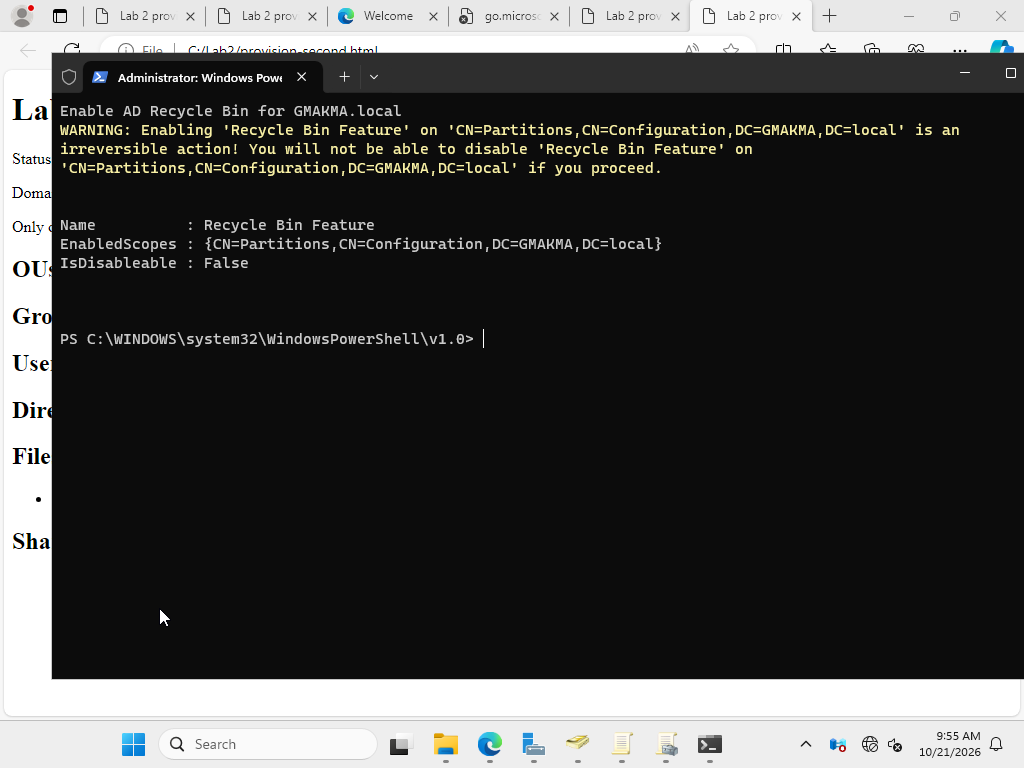 Lab 2 prov
Lab 2 prov
Welcome
go.micros
Lab 2 prov
Lab 2 prov
File
C:/Lab2/provision-second.html
Administrator: Windows Powe
Lab
Status
Doma
Only
OUs
Gro
User
Dire
File
Sha
Enable AD Recycle Bin for GMAKMA.local
WARNING: Enabling 'Recycle Bin Feature' on 'CN=Partitions,CN=Configuration,DC=GMAKMA,DC=local' is an
irreversible action! You will not be able to disable 'Recycle Bin Feature' on
'CN=Partitions,CN=Configuration,DC=GMAKMA,DC=local' if you proceed.
Name : Recycle Bin Feature
EnabledScopes : {CN=Partitions,CN=Configuration,DC=GMAKMA,DC=local}
IsDisableable : False
PS C:\WINDOWS\system32\WindowsPowerShell\v1.0>
Search
9:55 AM
10/21/2026